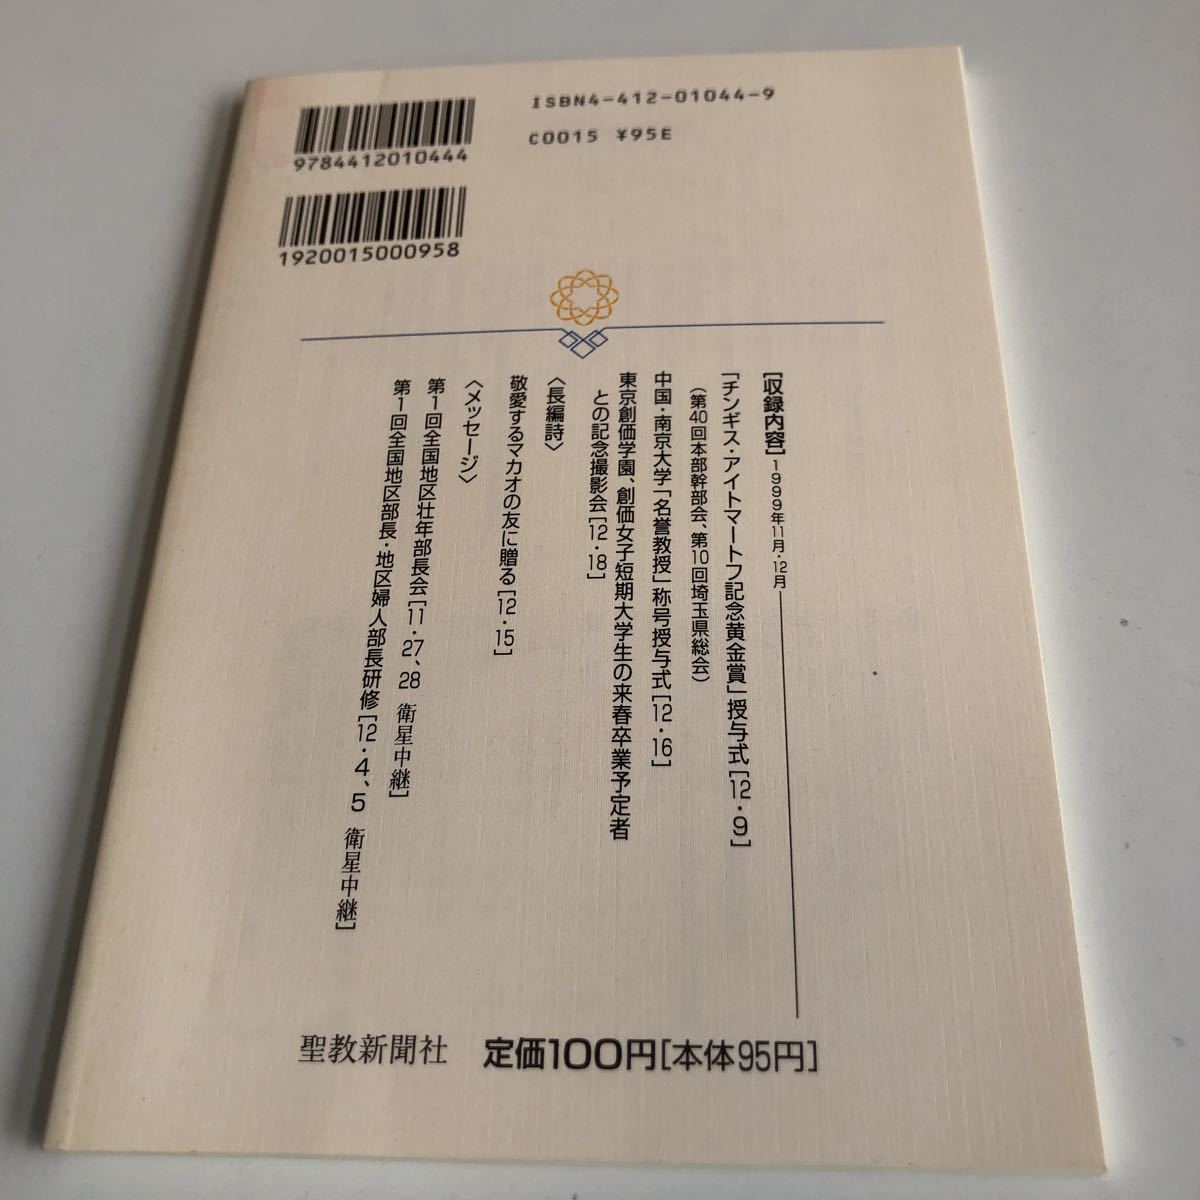 ISBN4-412-01044-9
C0015 ¥95E
9784412010444
1920015000958
［収録内容］1999年11月・12月
「チンギス・アイトマートフ記念黄金賞」授与式［12・9］
（第40回本部幹部会、第10回埼玉県総会）
中国・南京大学「名誉教授」称号授与式［12・16］
東京創価学園、創価女子短期大学生の来春卒業予定者
との記念撮影会［12・18］
〈長編詩〉
敬愛するマカオの友に贈る［12・15］
〈メッセージ〉
第1回全国地区壮年部長会［11・27、28 衛星中継］
第1回全国地区部長・地区婦人部長研修［12・4、5 衛星中継］
聖教新聞社 定価100円［本体95円］